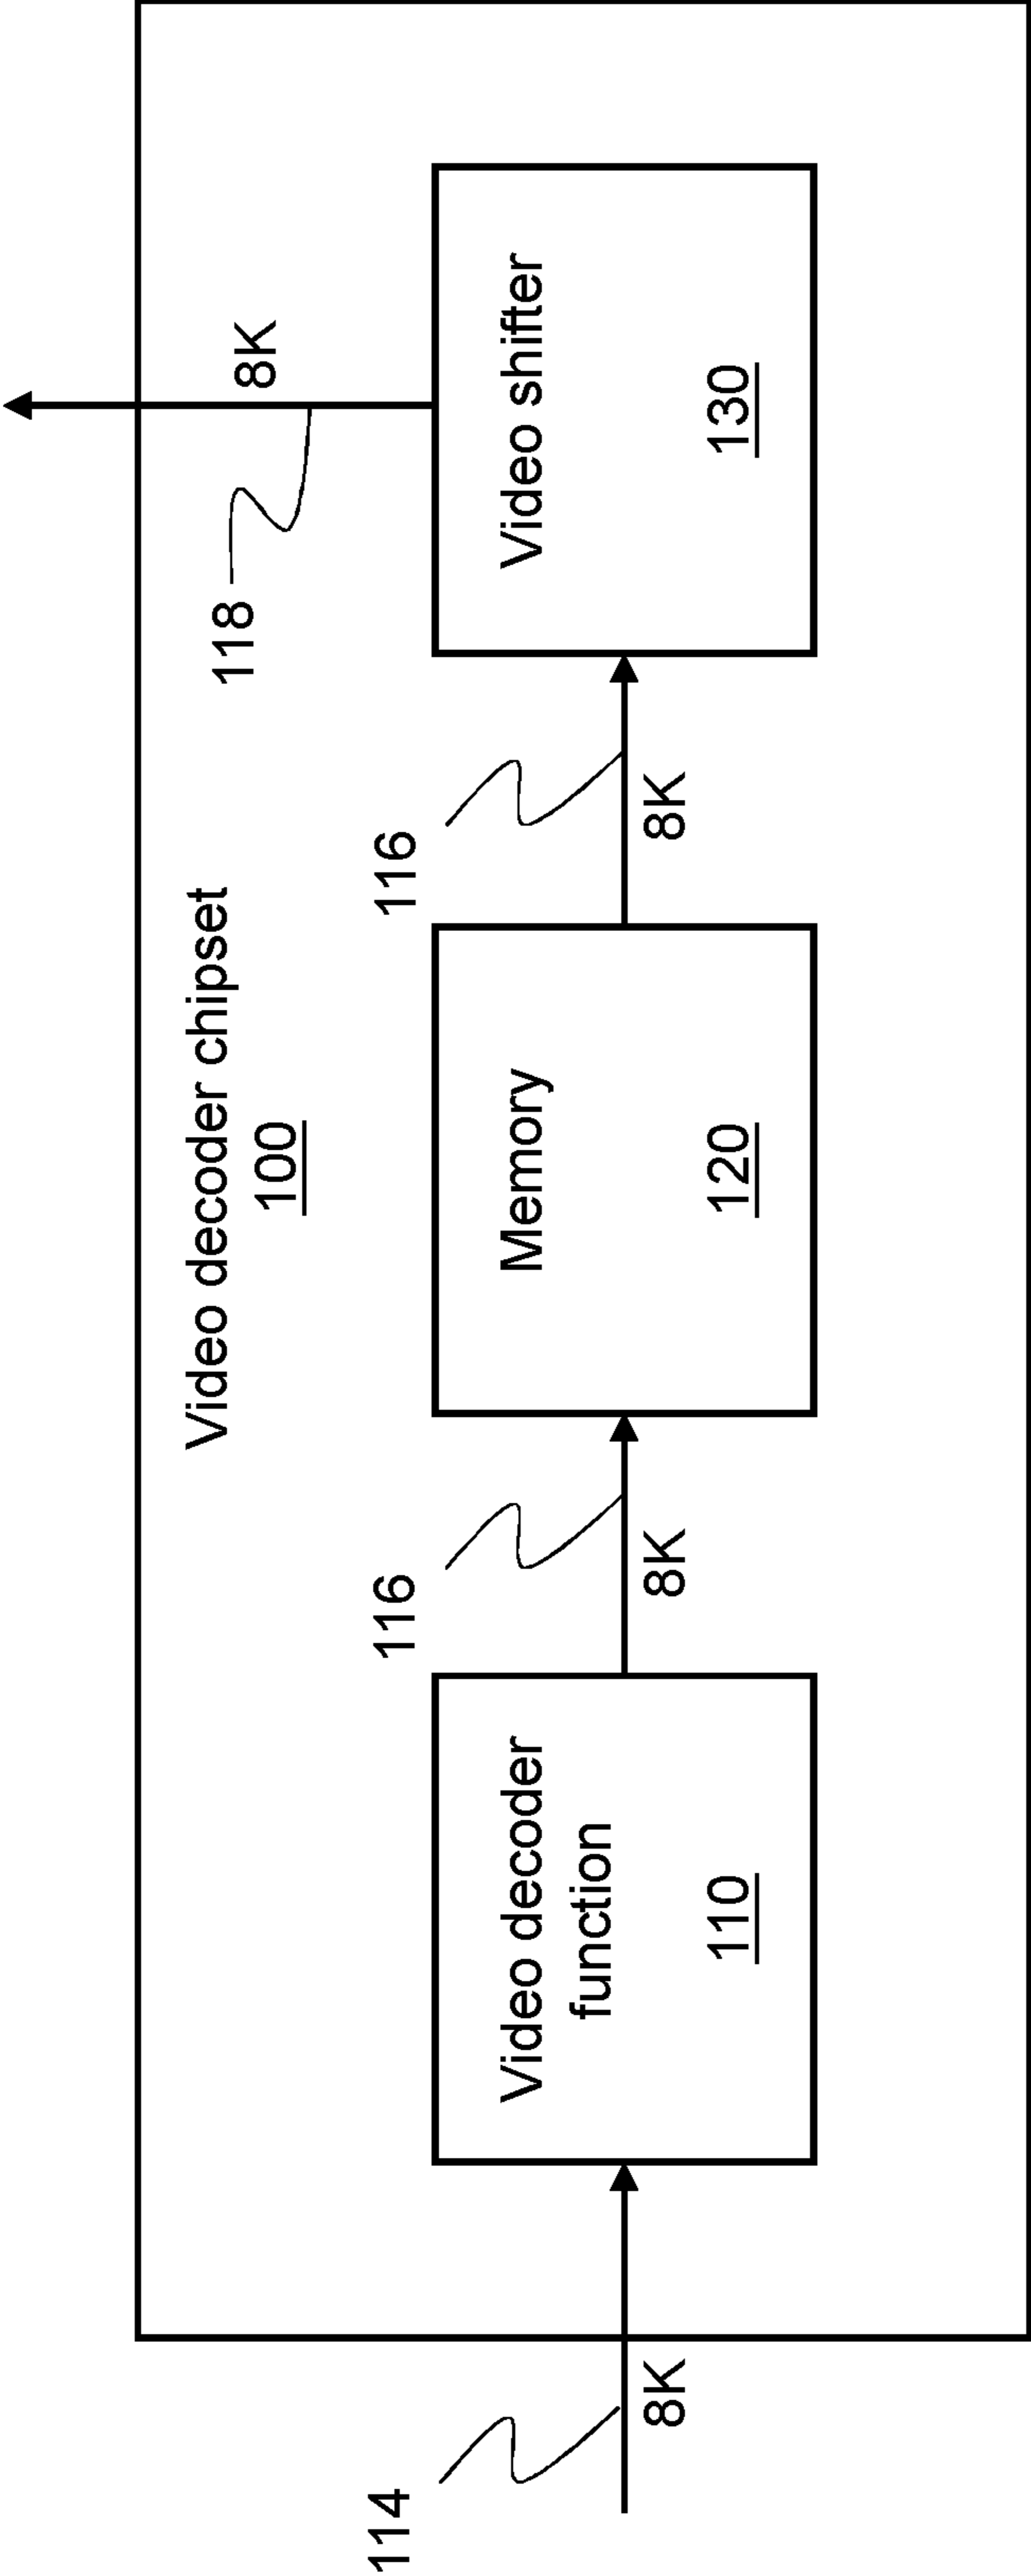 Video decoder chipset
100
118
8K
114
8K
Video decoder
function
110
116
8K
Memory
120
116
8K
Video shifter
130